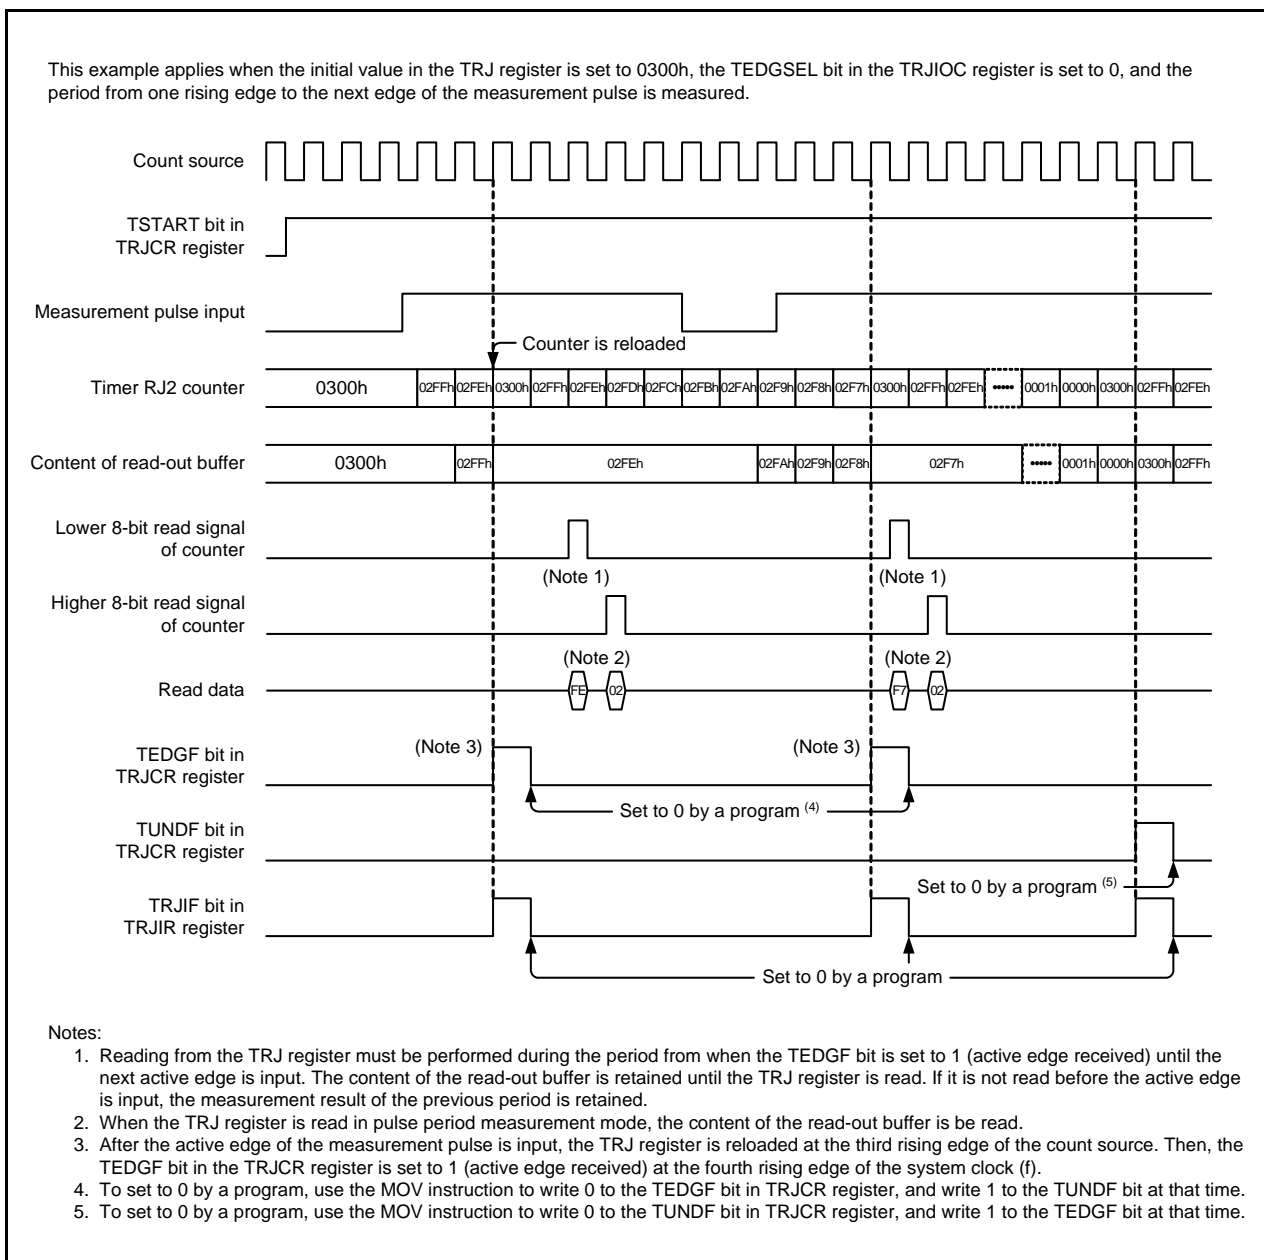 This example applies when the initial value in the TRJ register is set to 0300h, the TEDGSEL bit in the TRJIOC register is set to 0, and the
period from one rising edge to the next edge of the measurement pulse is measured.
Count source
TSTART bit in
TRJCR register
Measurement pulse input
Counter is reloaded
Timer RJ2 counter
0300h 02FFh 02FEh 0300h 02FFh 02FEh 02FDh 02FCh 02FBh 02FAh 02F9h 02F8h 02F7h 0300h 02FFh 02FEh ••••• 0001h 0000h 0300h 02FFh 02FEh
Content of read-out buffer
0300h 02FFh 02FEh 02FAh 02F9h 02F8h 02F7h ••••• 0001h 0000h 0300h 02FFh
Lower 8-bit read signal
of counter
(Note 1) (Note 1)
Higher 8-bit read signal
of counter
(Note 2) (Note 2)
Read data
FE 02 F7 02
TEDGF bit in
TRJCR register
(Note 3) (Note 3)
Set to 0 by a program (4)
TUNDF bit in
TRJCR register
Set to 0 by a program (5)
TRJIF bit in
TRJIR register
Set to 0 by a program
Notes:
1. Reading from the TRJ register must be performed during the period from when the TEDGF bit is set to 1 (active edge received) until the
next active edge is input. The content of the read-out buffer is retained until the TRJ register is read. If it is not read before the active edge
is input, the measurement result of the previous period is retained.
2. When the TRJ register is read in pulse period measurement mode, the content of the read-out buffer is be read.
3. After the active edge of the measurement pulse is input, the TRJ register is reloaded at the third rising edge of the count source. Then, the
TEDGF bit in the TRJCR register is set to 1 (active edge received) at the fourth rising edge of the system clock (f).
4. To set to 0 by a program, use the MOV instruction to write 0 to the TEDGF bit in TRJCR register, and write 1 to the TUNDF bit at that time.
5. To set to 0 by a program, use the MOV instruction to write 0 to the TUNDF bit in TRJCR register, and write 1 to the TEDGF bit at that time.